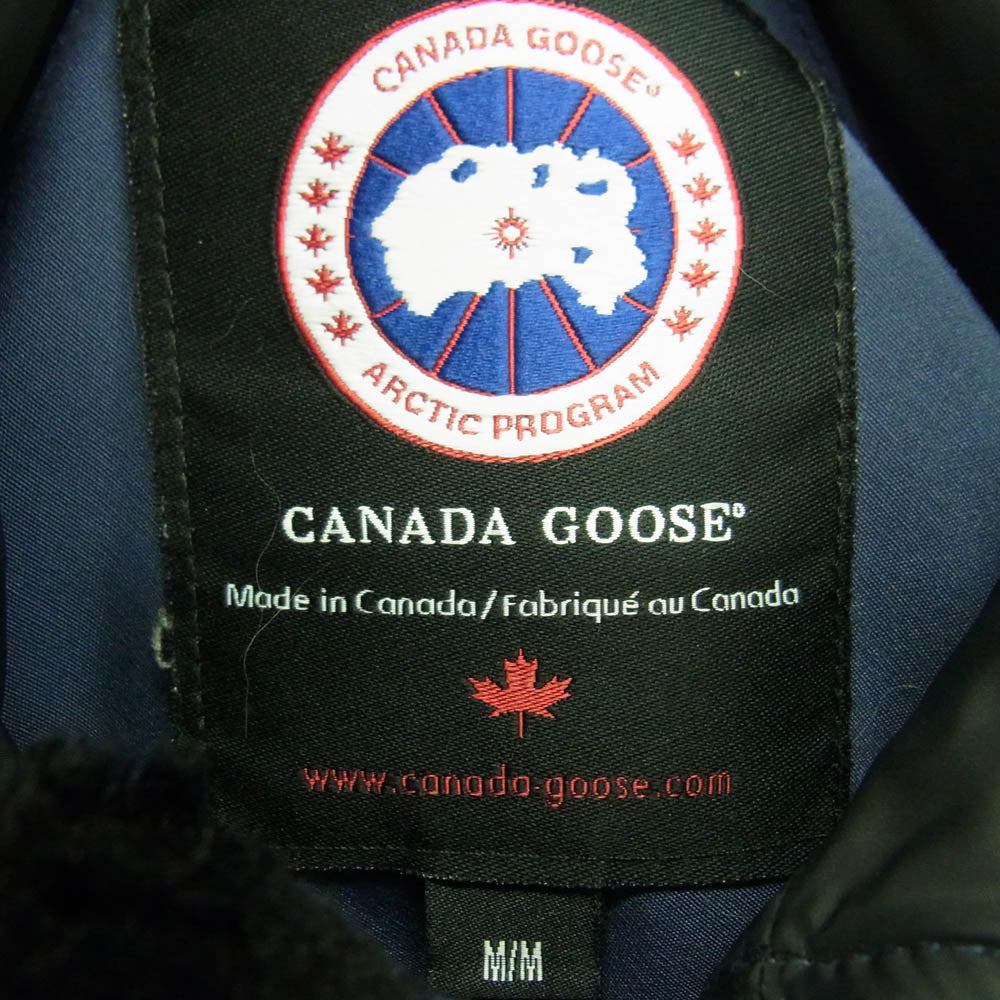 CANADA GOOSE®
ARCTIC PROGRAM
CANADA GOOSE®
Made in Canada/Fabriqué au Canada
www.canada-goose.com
M/M